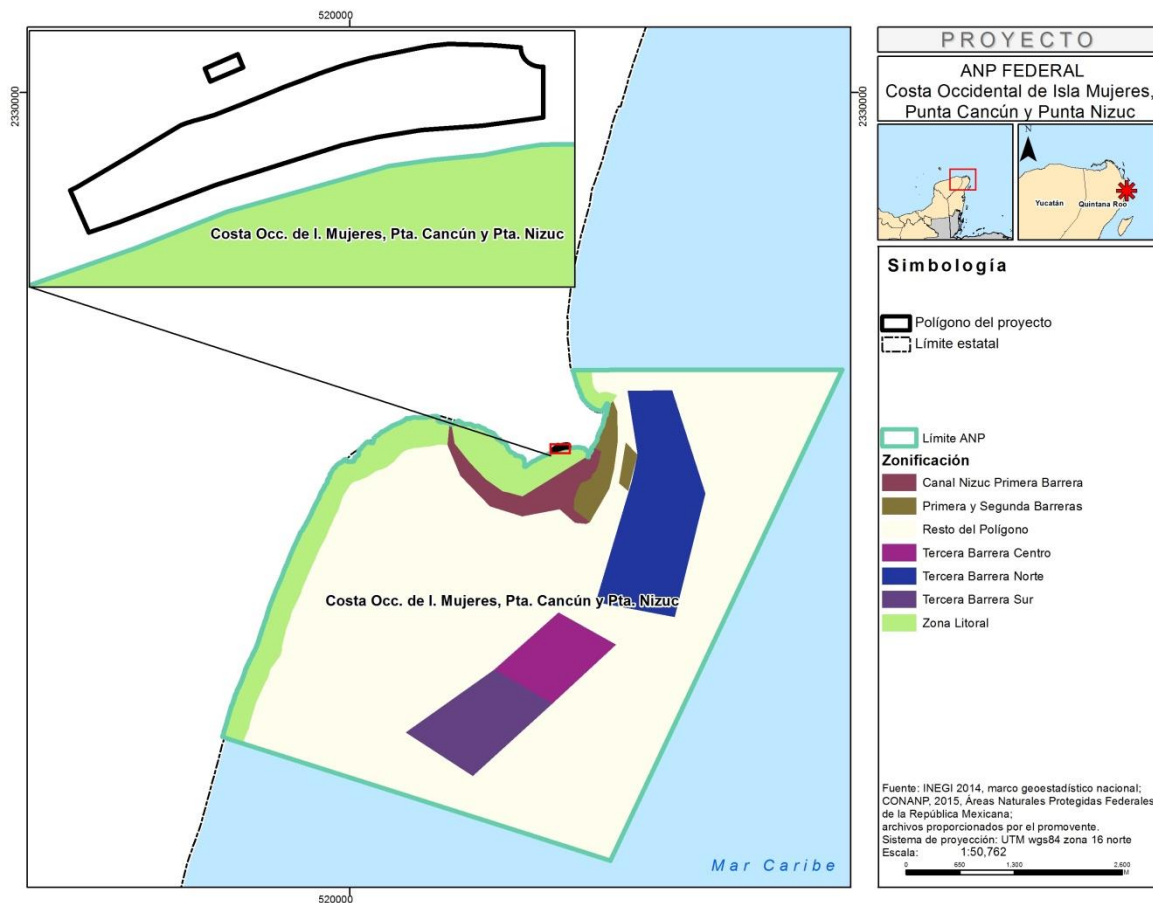 520000
2330000
2330000
Costa Occ. de I. Mujeres, Pta. Cancún y Pta. Nizuc
Costa Occ. de I. Mujeres, Pta. Cancún y Pta. Nizuc
Mar Caribe
520000
PROYECTO
ANP FEDERAL
Costa Occidental de Isla Mujeres,
Punta Cancún y Punta Nizuc
N
Yucatán
Quintana Roo
Simbología
Polígono del proyecto
Límite estatal
Límite ANP
Zonificación
Canal Nizuc Primera Barrera
Primera y Segunda Barreras
Resto del Polígono
Tercera Barrera Centro
Tercera Barrera Norte
Tercera Barrera Sur
Zona Litoral
Fuente: INEGI 2014, marco geoestadístico nacional;
CONANP, 2015, Áreas Naturales Protegidas Federales
de la República Mexicana;
archivos proporcionados por el promovente.
Sistema de proyección: UTM wgs84 zona 16 norte
Escala: 1:50,762
0 650 1,300 2,600
M